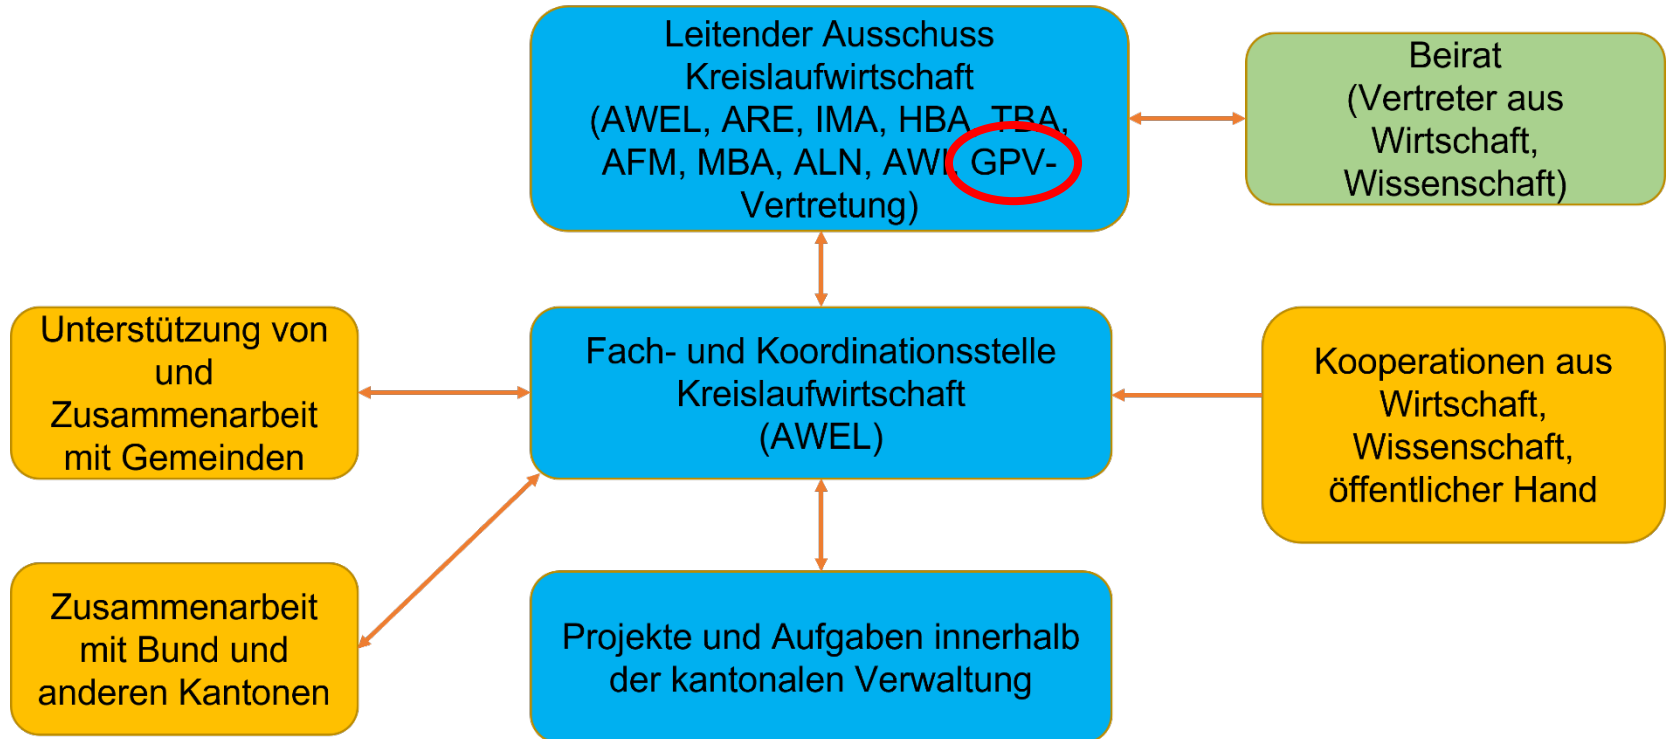 Leitender Ausschuss
Kreislaufwirtschaft
(AWEL, ARE, IMA, HBA, TBA,
AFM, MBA, ALN, AWI, GPV-
Vertretung)
Beirat
(Vertreter aus
Wirtschaft,
Wissenschaft)
Unterstützung von
und
Zusammenarbeit
mit Gemeinden
Fach- und Koordinationsstelle
Kreislaufwirtschaft
(AWEL)
Kooperationen aus
Wirtschaft,
Wissenschaft,
öffentlicher Hand
Zusammenarbeit
mit Bund und
anderen Kantonen
Projekte und Aufgaben innerhalb
der kantonalen Verwaltung